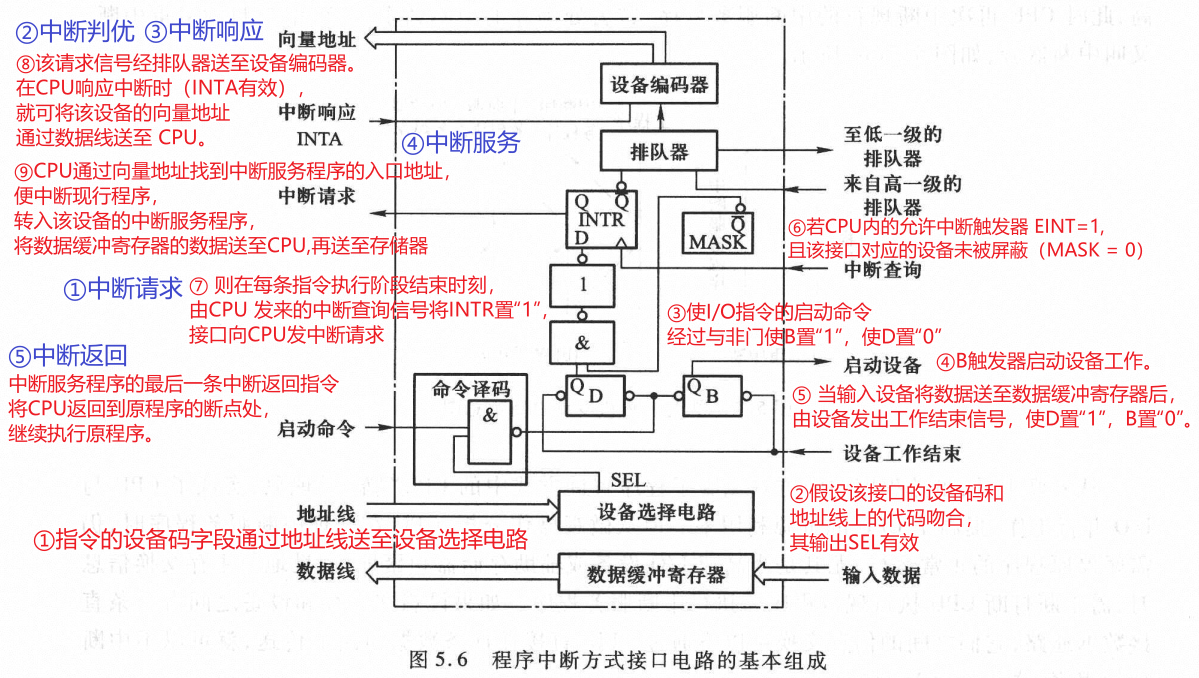 ②中断判优 ③中断响应
向量地址
⑧该请求信号经排队器送至设备编码器。
在CPU响应中断时（INTA有效），
就可将该设备的向量地址
通过数据线送至 CPU。
中断响应
INTA
设备编码器
④中断服务
排队器
至低一级的
排队器
来自高一级的
排队器
⑨CPU通过向量地址找到中断服务程序的入口地址，
便中断现行程序，
转入该设备的中断服务程序，
将数据缓冲寄存器的数据送至CPU,再送至存储器
中断请求
Q Q̅
INTR
D
Q̅
MASK
⑥若CPU内的允许中断触发器 EINT=1，
且该接口对应的设备未被屏蔽（MASK = 0）
中断查询
①中断请求
⑦ 则在每条指令执行阶段结束时刻，
由CPU 发来的中断查询信号将INTR置“1”，
接口向CPU发中断请求
1
&
③使I/O指令的启动命令
经过与非门使B置“1”，使D置“0”
启动设备
④B触发器启动设备工作。
⑤中断返回
中断服务程序的最后一条中断返回指令
将CPU返回到原程序的断点处，
继续执行原程序。
命令译码
&
启动命令
Q
D
Q
B
⑤ 当输入设备将数据送至数据缓冲寄存器后，
由设备发出工作结束信号，使D置“1”，B置“0”。
设备工作结束
SEL
设备选择电路
地址线
①指令的设备码字段通过地址线送至设备选择电路
②假设该接口的设备码和
地址线上的代码吻合，
其输出SEL有效
数据线
数据缓冲寄存器
输入数据
图 5.6 程序中断方式接口电路的基本组成